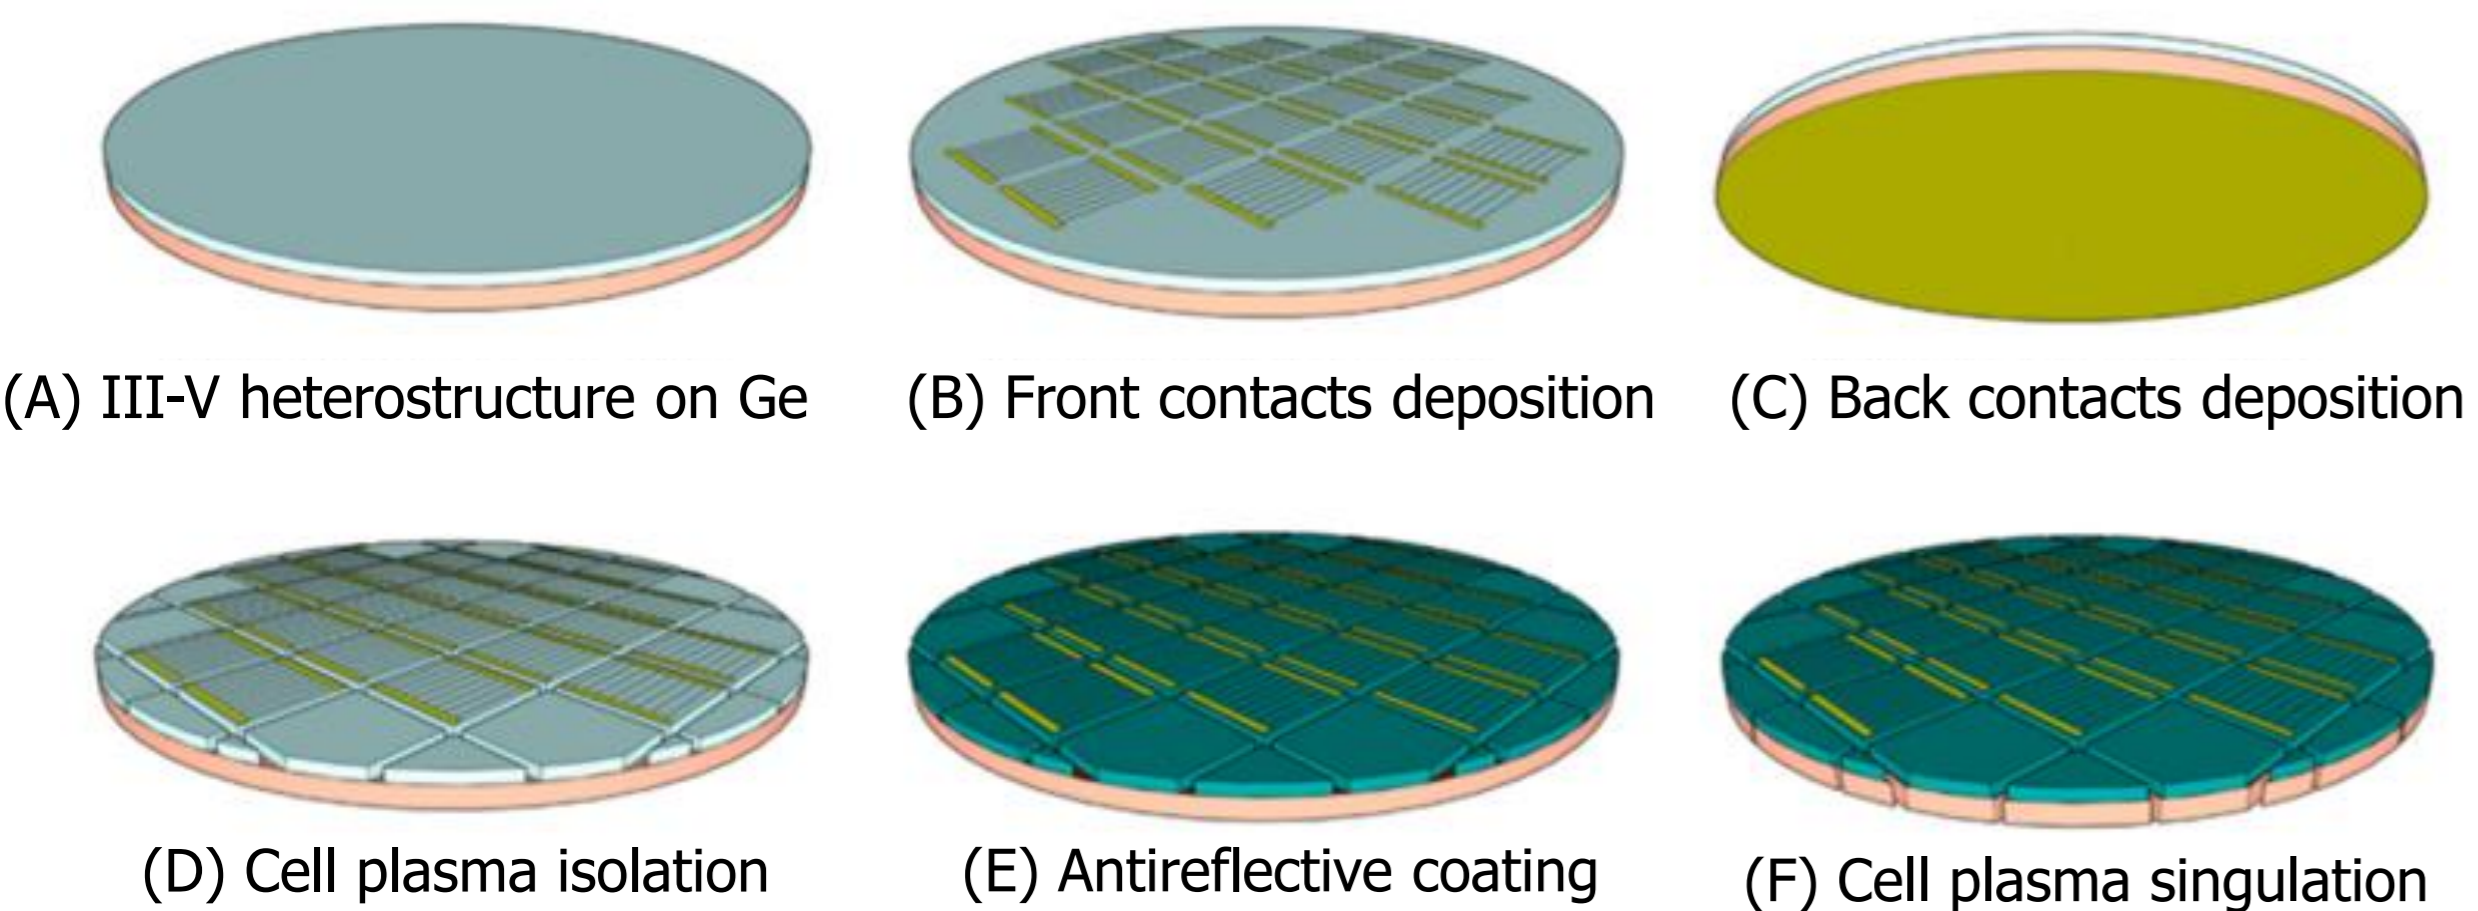 (A) III-V heterostructure on Ge
(B) Front contacts deposition
(C) Back contacts deposition
(D) Cell plasma isolation
(E) Antireflective coating
(F) Cell plasma singulation